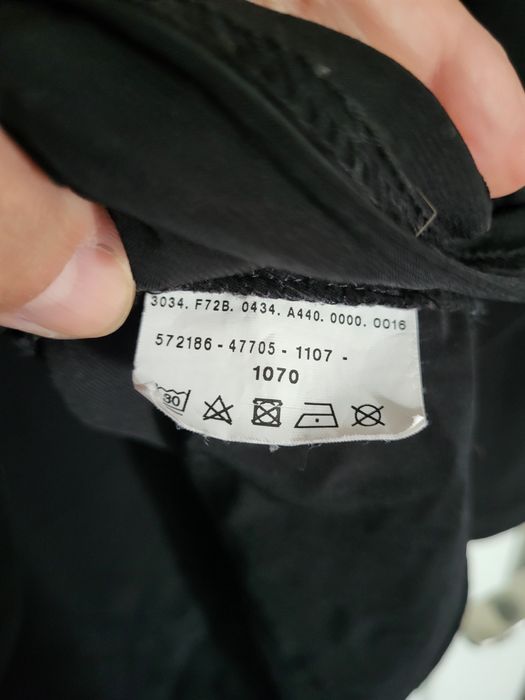 3034. F72B. 0434. A440. 0000. 0016
572186 - 47705 - 1107 -
1070
30